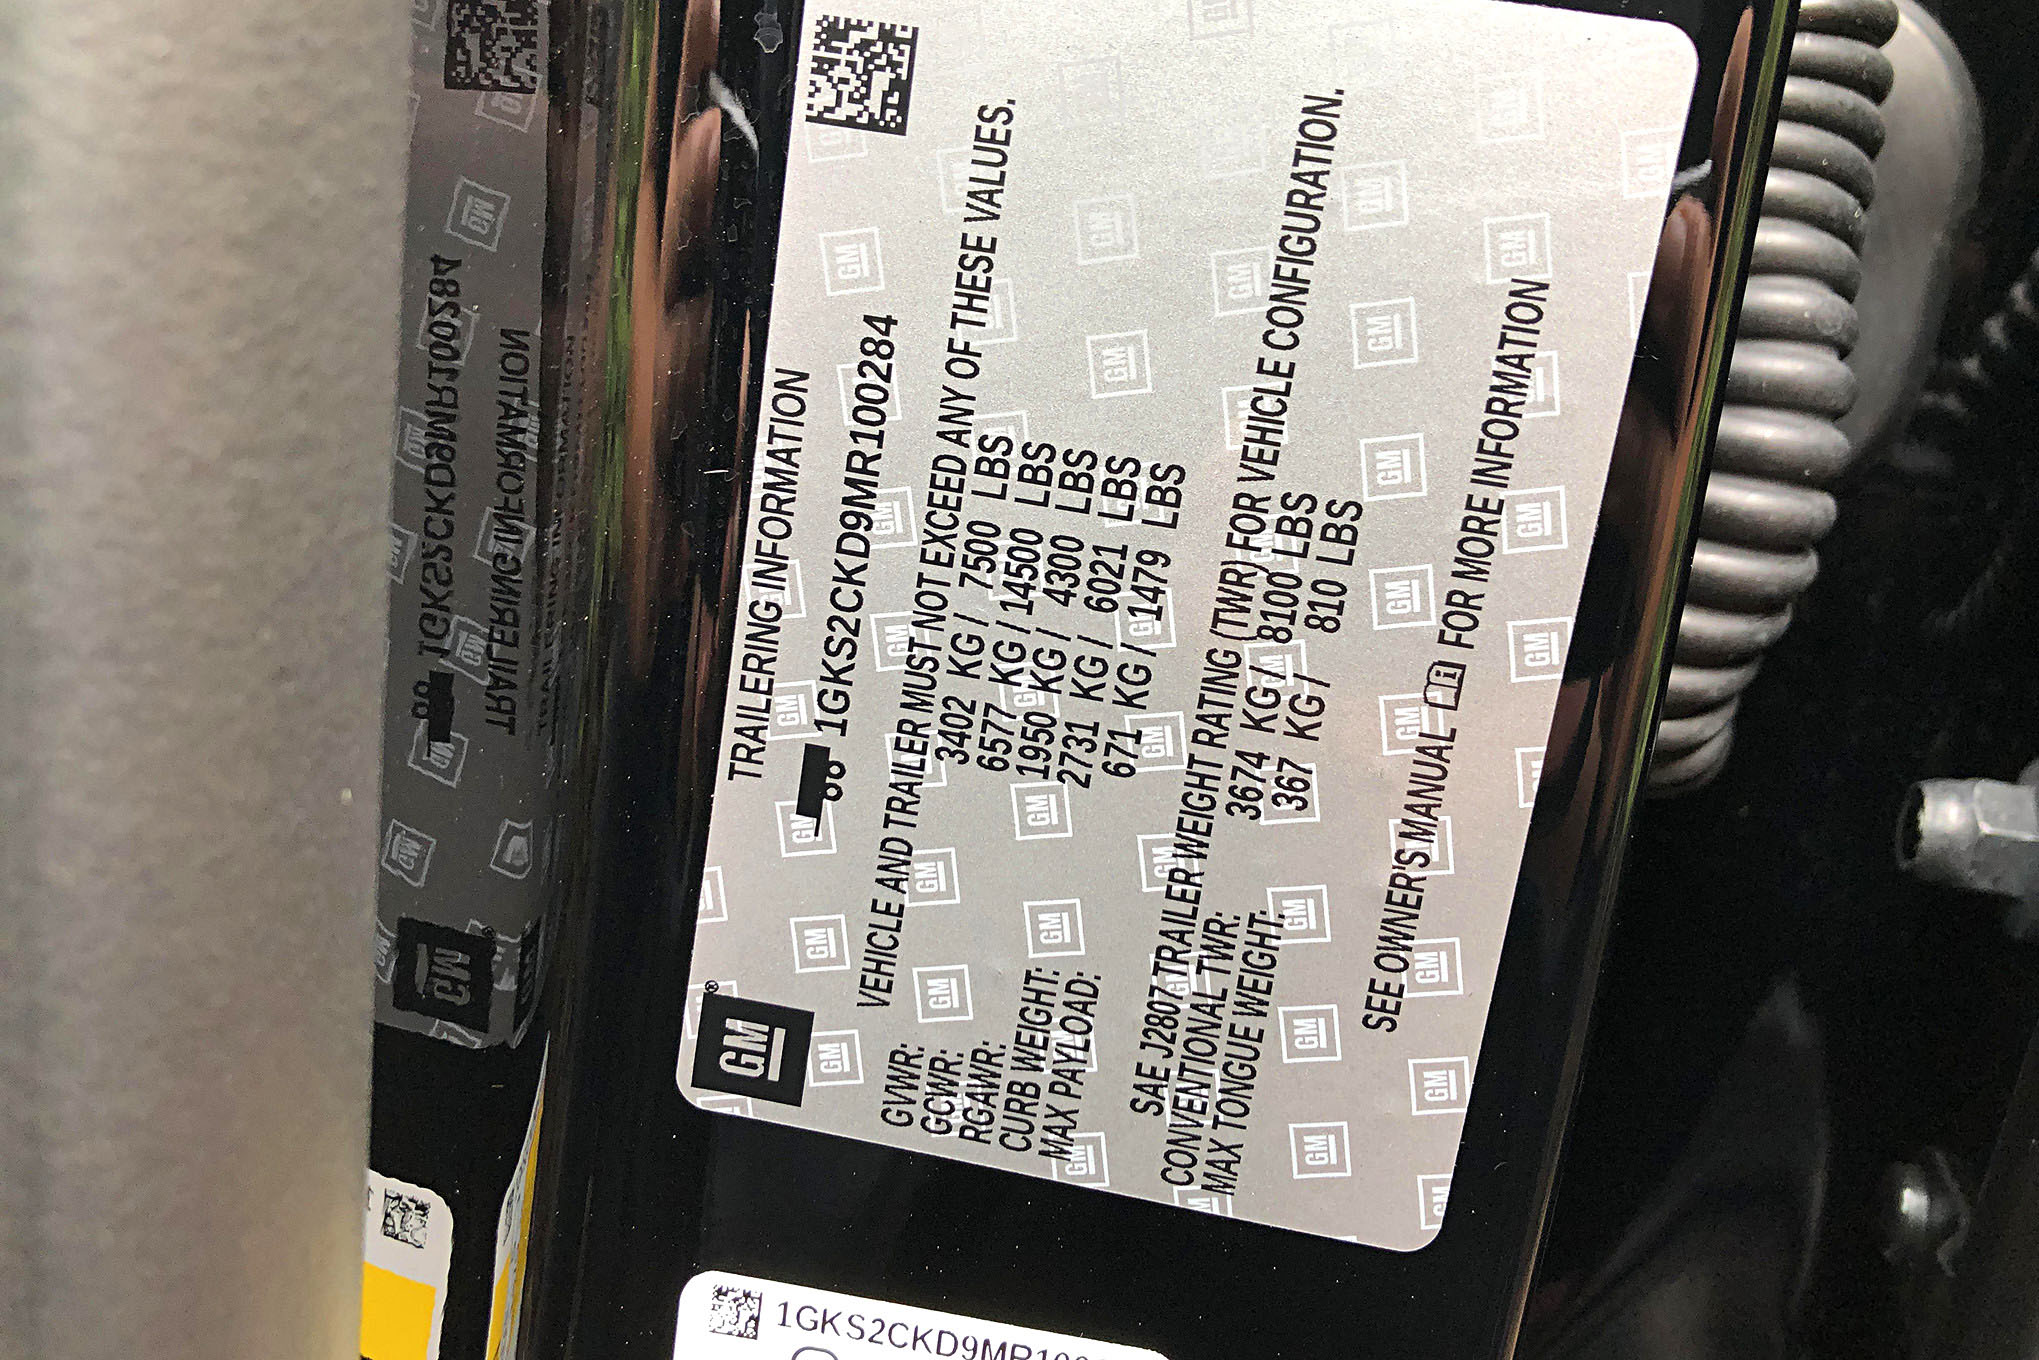 GM®
TRAILERING INFORMATION
1GKS2CKD9MR100284
VEHICLE AND TRAILER MUST NOT EXCEED ANY OF THESE VALUES.
GVWR: 3402 KG / 7500 LBS
GCWR: 6577 KG / 14500 LBS
RGAWR: 1950 KG / 4300 LBS
CURB WEIGHT: 2731 KG / 6021 LBS
MAX PAYLOAD: 671 KG / 1479 LBS
SAE J2807 TRAILER WEIGHT RATING (TWR) FOR VEHICLE CONFIGURATION.
CONVENTIONAL TWR: 3674 KG / 8100 LBS
MAX TONGUE WEIGHT: 367 KG / 810 LBS
SEE OWNER'S MANUAL FOR MORE INFORMATION
1GKS2CKD9MR100